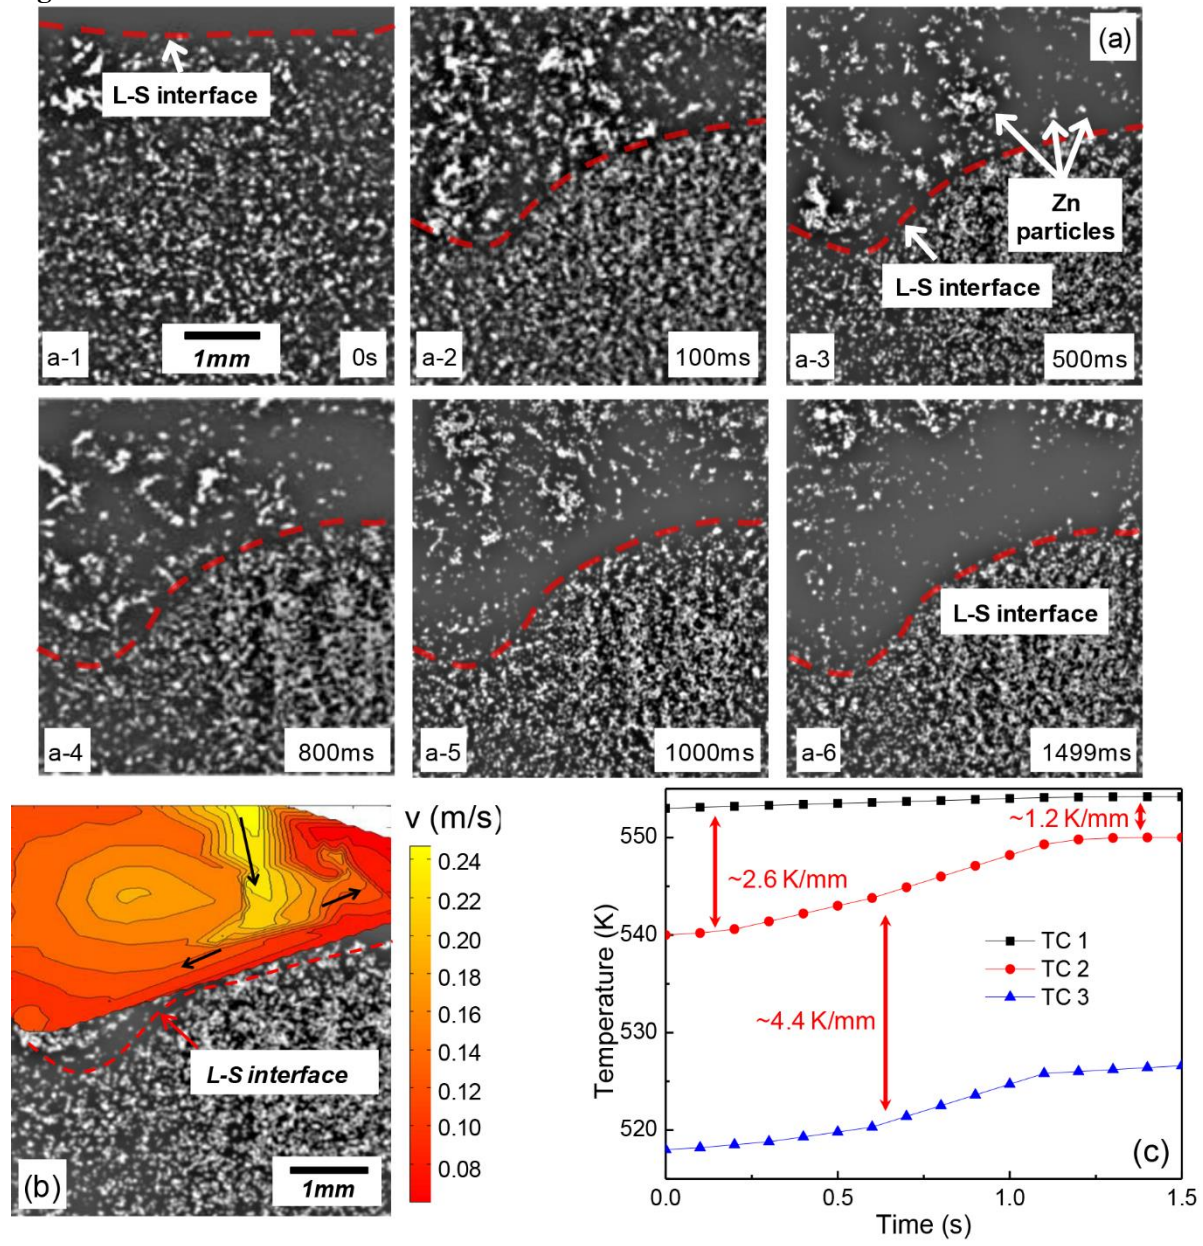 L-S interface
a-1
1mm
0s
a-2
100ms
(a)
Zn
particles
L-S interface
a-3
500ms
a-4
800ms
a-5
1000ms
L-S interface
a-6
1499ms
v (m/s)
0.24
0.22
0.20
0.18
0.16
0.14
0.12
0.10
0.08
L-S interface
(b)
1mm
Temperature (K)
550
540
530
520
~1.2 K/mm
~2.6 K/mm
~4.4 K/mm
TC 1
TC 2
TC 3
(c)
0.0
0.5
1.0
1.5
Time (s)